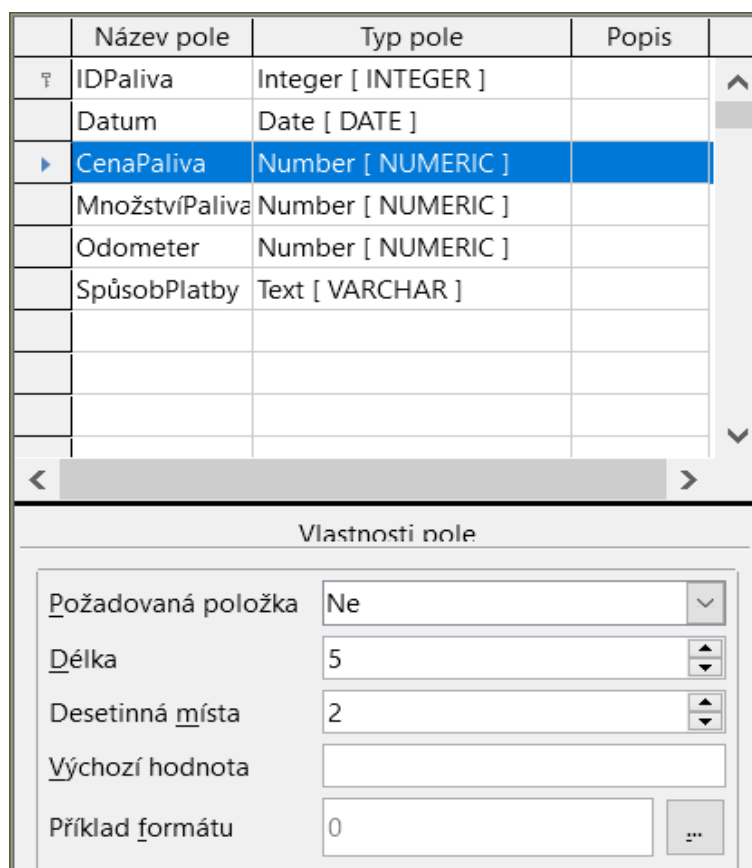 Název pole Typ pole Popis
IDPaliva Integer [ INTEGER ]
Datum Date [ DATE ]
CenaPaliva Number [ NUMERIC ]
MnožstvíPaliva Number [ NUMERIC ]
Odometer Number [ NUMERIC ]
SpůsobPlatby Text [ VARCHAR ]
Vlastnosti pole
Požadovaná položka Ne
Délka 5
Desetinná místa 2
Výchozí hodnota
Příklad formátu 0 ...